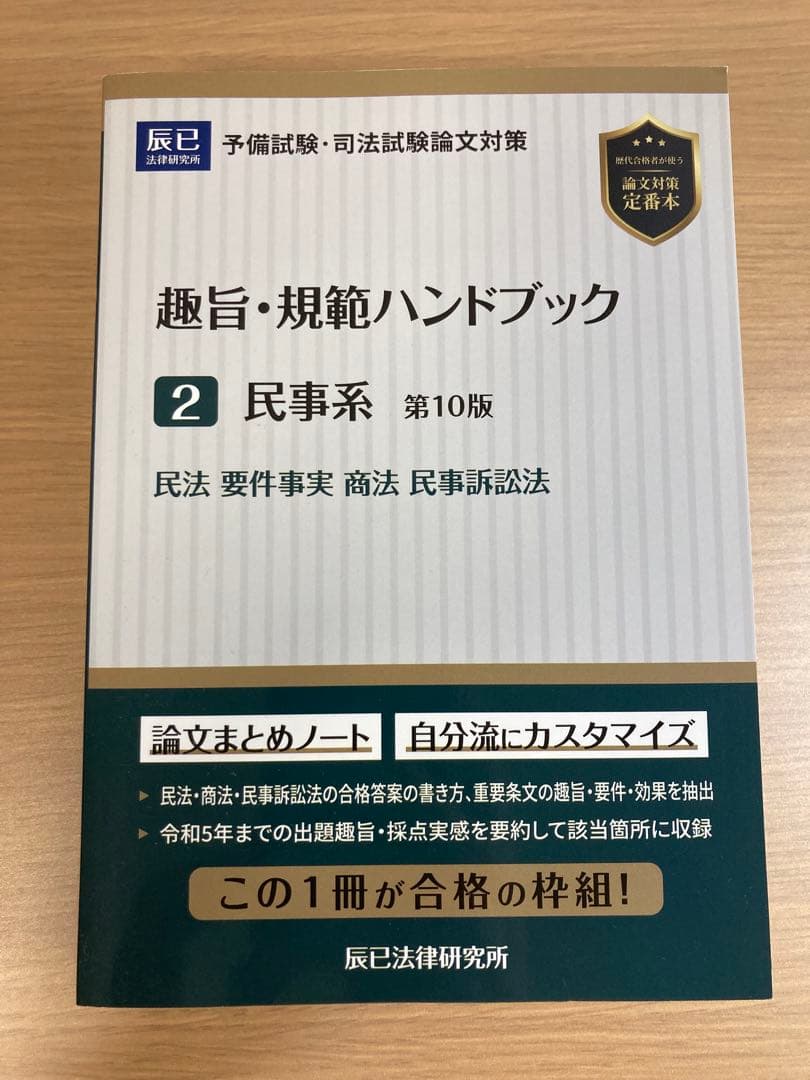 辰已
法律研究所
予備試験・司法試験論文対策
歴代合格者が使う
論文対策
定番本
趣旨・規範ハンドブック
2 民事系 第10版
民法 要件事実 商法 民事訴訟法
論文まとめノート 自分流にカスタマイズ
▶ 民法・商法・民事訴訟法の合格答案の書き方、重要条文の趣旨・要件・効果を抽出
▶ 令和5年までの出題趣旨・採点実感を要約して該当箇所に収録
この1冊が合格の枠組!
辰已法律研究所